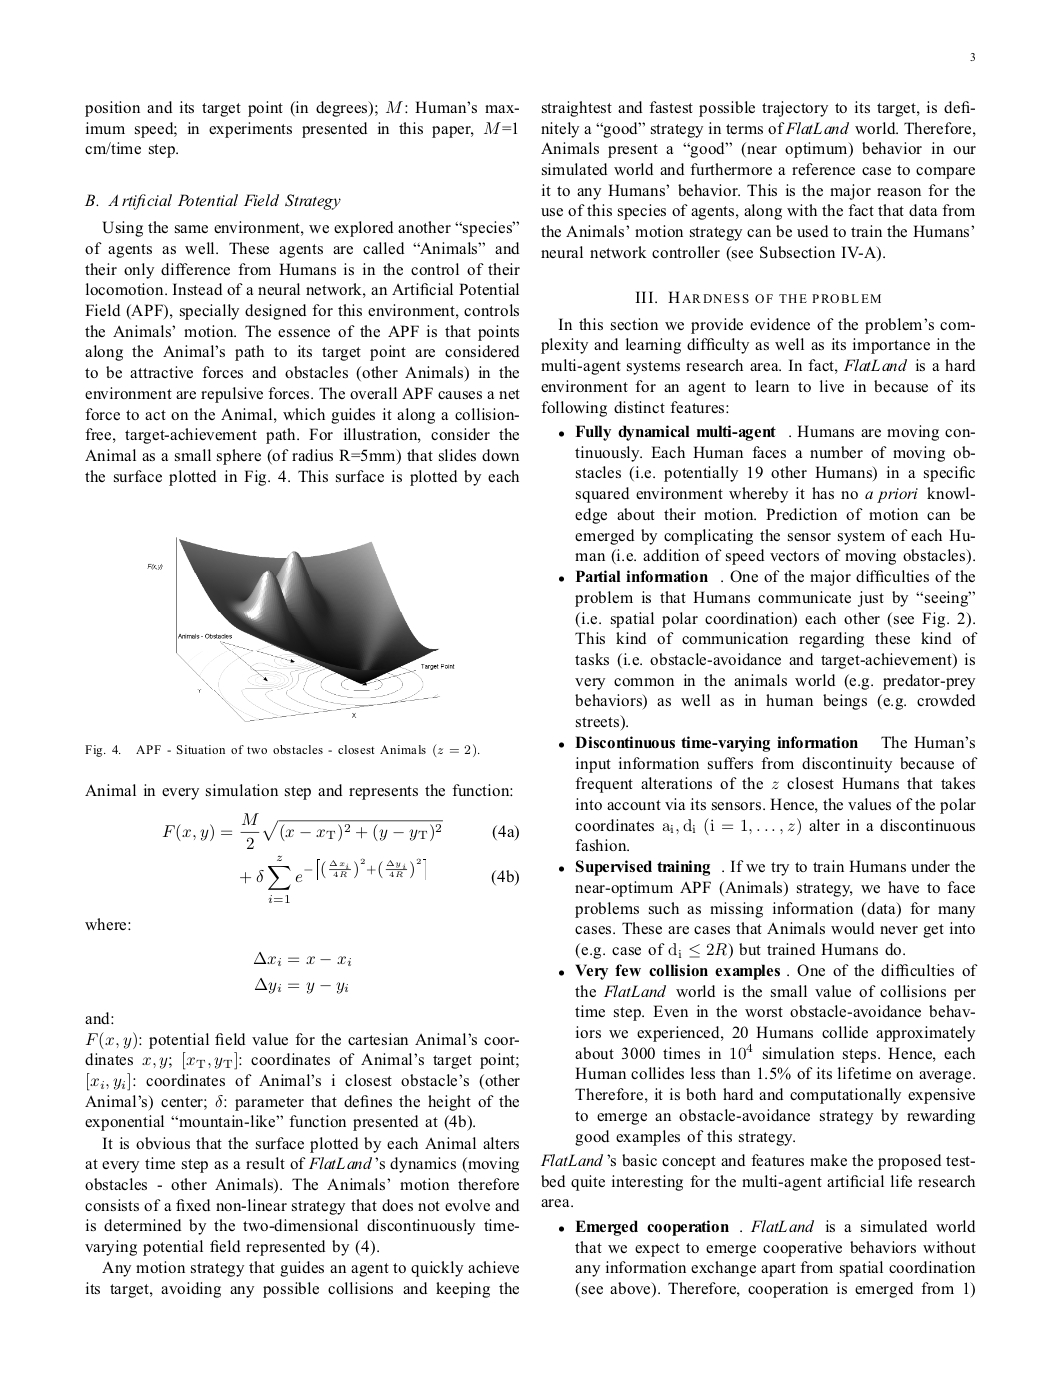 3
position and its target point (in degrees); M: Human's max-
imum speed; in experiments presented in this paper, M=1
cm/time step.
B. Artificial Potential Field Strategy
Using the same environment, we explored another “species”
of agents as well. These agents are called “Animals” and
their only difference from Humans is in the control of their
locomotion. Instead of a neural network, an Artificial Potential
Field (APF), specially designed for this environment, controls
the Animals' motion. The essence of the APF is that points
along the Animal's path to its target point are considered
to be attractive forces and obstacles (other Animals) in the
environment are repulsive forces. The overall APF causes a net
force to act on the Animal, which guides it along a collision-
free, target-achievement path. For illustration, consider the
Animal as a small sphere (of radius R=5mm) that slides down
the surface plotted in Fig. 4. This surface is plotted by each
F(x,y)
Animals - Obstacles
Target Point
Y
X
Fig. 4. APF - Situation of two obstacles - closest Animals (z = 2).
Animal in every simulation step and represents the function:
F(x, y) = M/2 √((x − x_T)² + (y − y_T)²) (4a)
+ δ ∑_{i=1}^{z} e^{−[(Δx_i/4R)²+(Δy_i/4R)²]} (4b)
where:
Δx_i = x − x_i
Δy_i = y − y_i
and:
F(x, y): potential field value for the cartesian Animal's coor-
dinates x, y; [x_T, y_T]: coordinates of Animal's target point;
[x_i, y_i]: coordinates of Animal's i closest obstacle's (other
Animal's) center; δ: parameter that defines the height of the
exponential “mountain-like” function presented at (4b).
It is obvious that the surface plotted by each Animal alters
at every time step as a result of FlatLand's dynamics (moving
obstacles - other Animals). The Animals' motion therefore
consists of a fixed non-linear strategy that does not evolve and
is determined by the two-dimensional discontinuously time-
varying potential field represented by (4).
Any motion strategy that guides an agent to quickly achieve
its target, avoiding any possible collisions and keeping the
straightest and fastest possible trajectory to its target, is defi-
nitely a “good” strategy in terms of FlatLand world. Therefore,
Animals present a “good” (near optimum) behavior in our
simulated world and furthermore a reference case to compare
it to any Humans' behavior. This is the major reason for the
use of this species of agents, along with the fact that data from
the Animals' motion strategy can be used to train the Humans'
neural network controller (see Subsection IV-A).
III. HARDNESS OF THE PROBLEM
In this section we provide evidence of the problem's com-
plexity and learning difficulty as well as its importance in the
multi-agent systems research area. In fact, FlatLand is a hard
environment for an agent to learn to live in because of its
following distinct features:
• Fully dynamical multi-agent . Humans are moving con-
tinuously. Each Human faces a number of moving ob-
stacles (i.e. potentially 19 other Humans) in a specific
squared environment whereby it has no a priori knowl-
edge about their motion. Prediction of motion can be
emerged by complicating the sensor system of each Hu-
man (i.e. addition of speed vectors of moving obstacles).
• Partial information . One of the major difficulties of the
problem is that Humans communicate just by “seeing”
(i.e. spatial polar coordination) each other (see Fig. 2).
This kind of communication regarding these kind of
tasks (i.e. obstacle-avoidance and target-achievement) is
very common in the animals world (e.g. predator-prey
behaviors) as well as in human beings (e.g. crowded
streets).
• Discontinuous time-varying information The Human's
input information suffers from discontinuity because of
frequent alterations of the z closest Humans that takes
into account via its sensors. Hence, the values of the polar
coordinates a_i, d_i (i = 1, . . . , z) alter in a discontinuous
fashion.
• Supervised training . If we try to train Humans under the
near-optimum APF (Animals) strategy, we have to face
problems such as missing information (data) for many
cases. These are cases that Animals would never get into
(e.g. case of d_i ≤ 2R) but trained Humans do.
• Very few collision examples . One of the difficulties of
the FlatLand world is the small value of collisions per
time step. Even in the worst obstacle-avoidance behav-
iors we experienced, 20 Humans collide approximately
about 3000 times in 10⁴ simulation steps. Hence, each
Human collides less than 1.5% of its lifetime on average.
Therefore, it is both hard and computationally expensive
to emerge an obstacle-avoidance strategy by rewarding
good examples of this strategy.
FlatLand's basic concept and features make the proposed test-
bed quite interesting for the multi-agent artificial life research
area.
• Emerged cooperation . FlatLand is a simulated world
that we expect to emerge cooperative behaviors without
any information exchange apart from spatial coordination
(see above). Therefore, cooperation is emerged from 1)